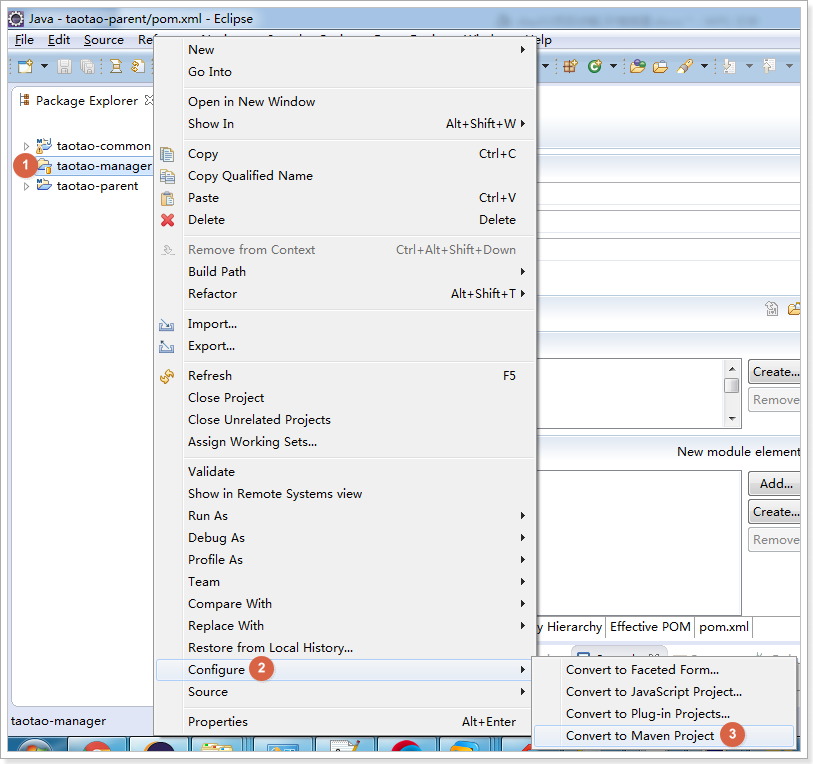 Java - taotao-parent/pom.xml - Eclipse
File Edit Source
Package Explorer
taotao-common
1 taotao-manager
taotao-parent
New
Go Into
Open in New Window
Show In Alt+Shift+W
Copy Ctrl+C
Copy Qualified Name
Paste Ctrl+V
Delete Delete
Remove from Context Ctrl+Alt+Shift+Down
Build Path
Refactor Alt+Shift+T
Import...
Export...
Refresh F5
Close Project
Close Unrelated Projects
Assign Working Sets...
Validate
Show in Remote Systems view
Run As
Debug As
Profile As
Team
Compare With
Replace With
Restore from Local History...
Configure 2
Source
Properties Alt+Enter
Create...
Remove
New module element
Add...
Create...
Remove
y Hierarchy Effective POM pom.xml
Convert to Faceted Form...
Convert to JavaScript Project...
Convert to Plug-in Projects...
Convert to Maven Project 3
taotao-manager